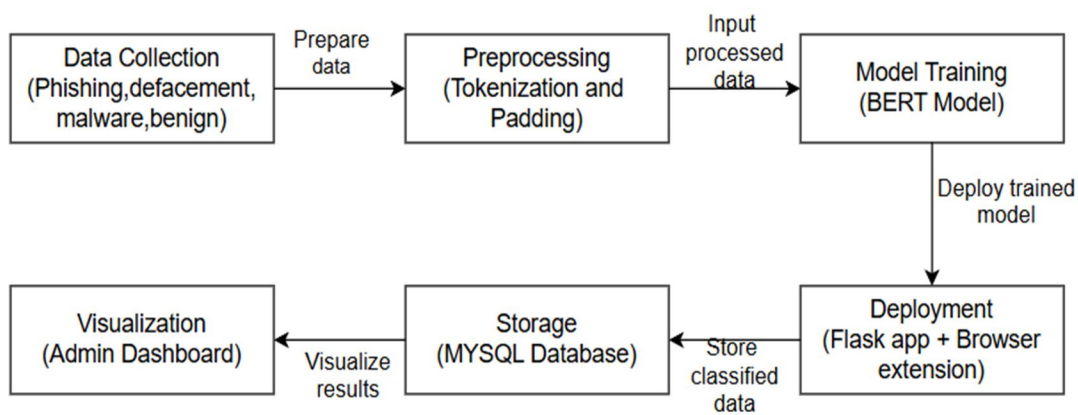 Data Collection
(Phishing,defacement,
malware,benign)
Prepare
data
Preprocessing
(Tokenization and
Padding)
Input
processed
data
Model Training
(BERT Model)
Deploy trained
model
Deployment
(Flask app + Browser
extension)
Store
classified
data
Storage
(MYSQL Database)
Visualize
results
Visualization
(Admin Dashboard)